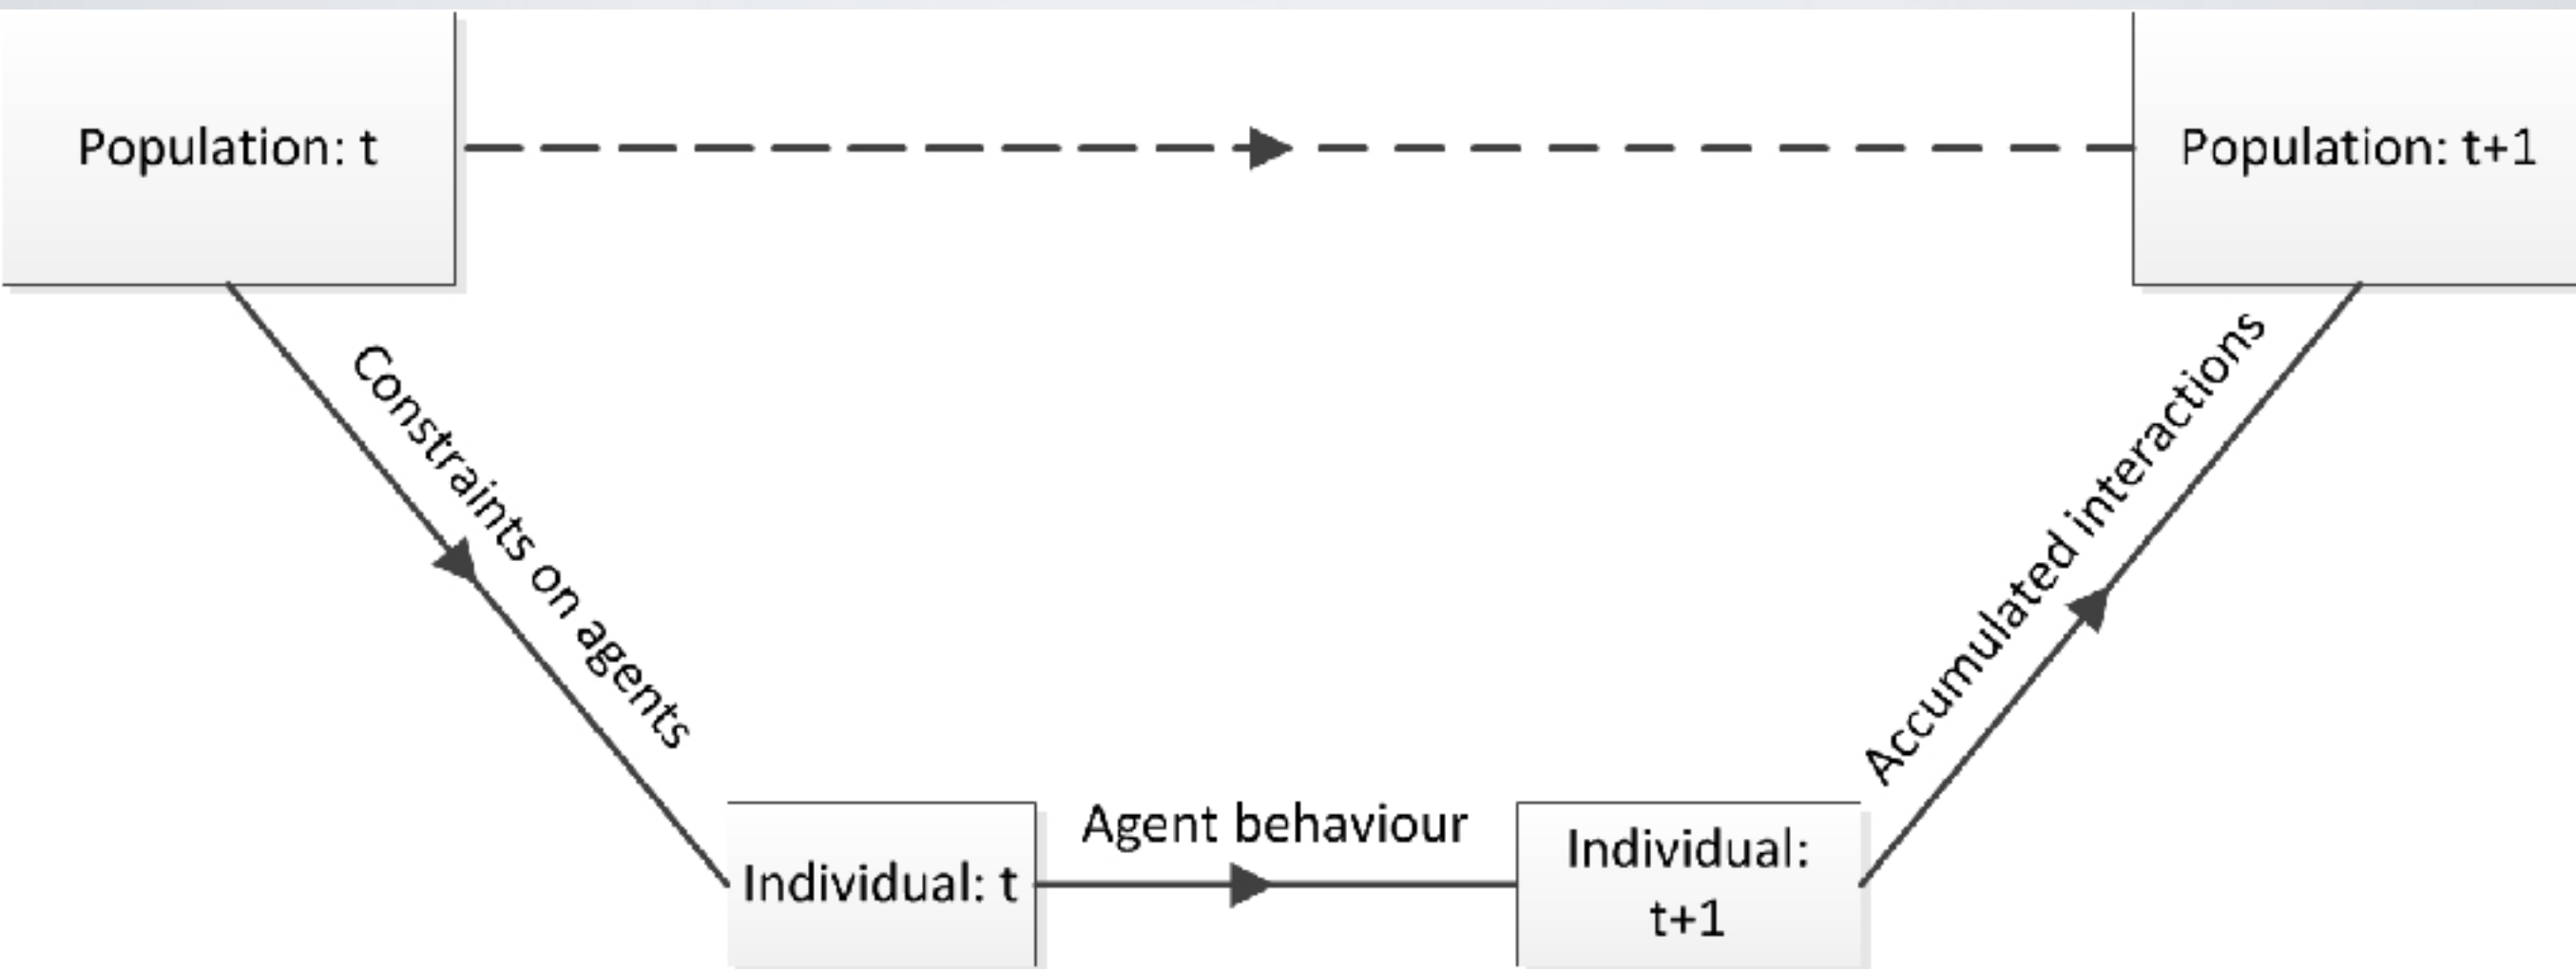 Population: t
Population: t+1
Constraints on agents
Accumulated interactions
Agent behaviour
Individual: t
Individual:
t+1